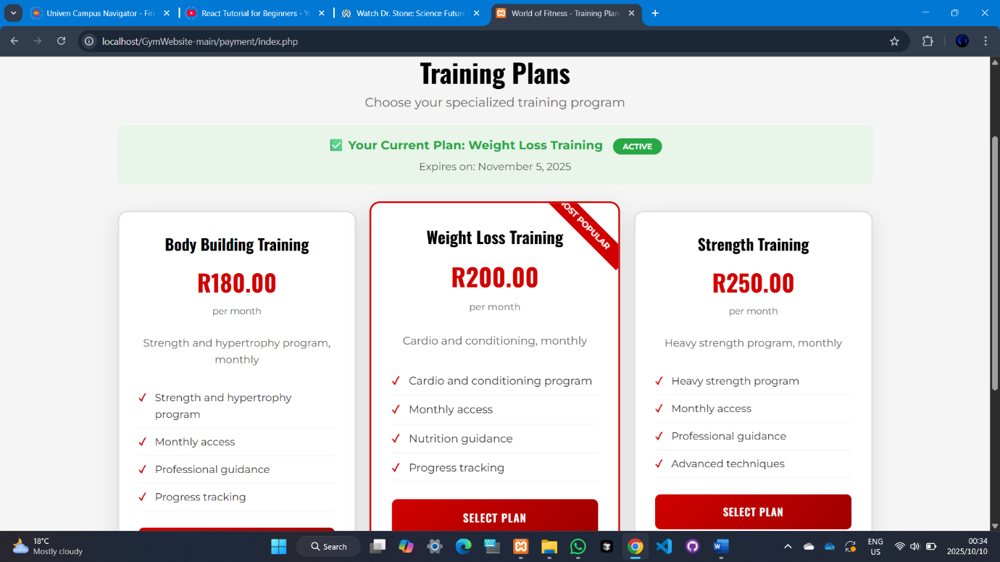 Univen Campus Navigator - Fir
React Tutorial for Beginners - Y
Watch Dr. Stone: Science Future
World of Fitness - Training Plan
localhost/GymWebsite-main/payment/index.php
Training Plans
Choose your specialized training program
✅ Your Current Plan: Weight Loss Training ACTIVE
Expires on: November 5, 2025
Body Building Training
R180.00
per month
Strength and hypertrophy program,
monthly
✓ Strength and hypertrophy
program
✓ Monthly access
✓ Professional guidance
✓ Progress tracking
OST POPULAR
Weight Loss Training
R200.00
per month
Cardio and conditioning, monthly
✓ Cardio and conditioning program
✓ Monthly access
✓ Nutrition guidance
✓ Progress tracking
SELECT PLAN
Strength Training
R250.00
per month
Heavy strength program, monthly
✓ Heavy strength program
✓ Monthly access
✓ Professional guidance
✓ Advanced techniques
SELECT PLAN
18°C
Mostly cloudy
Search
ENG
US
00:34
2025/10/10